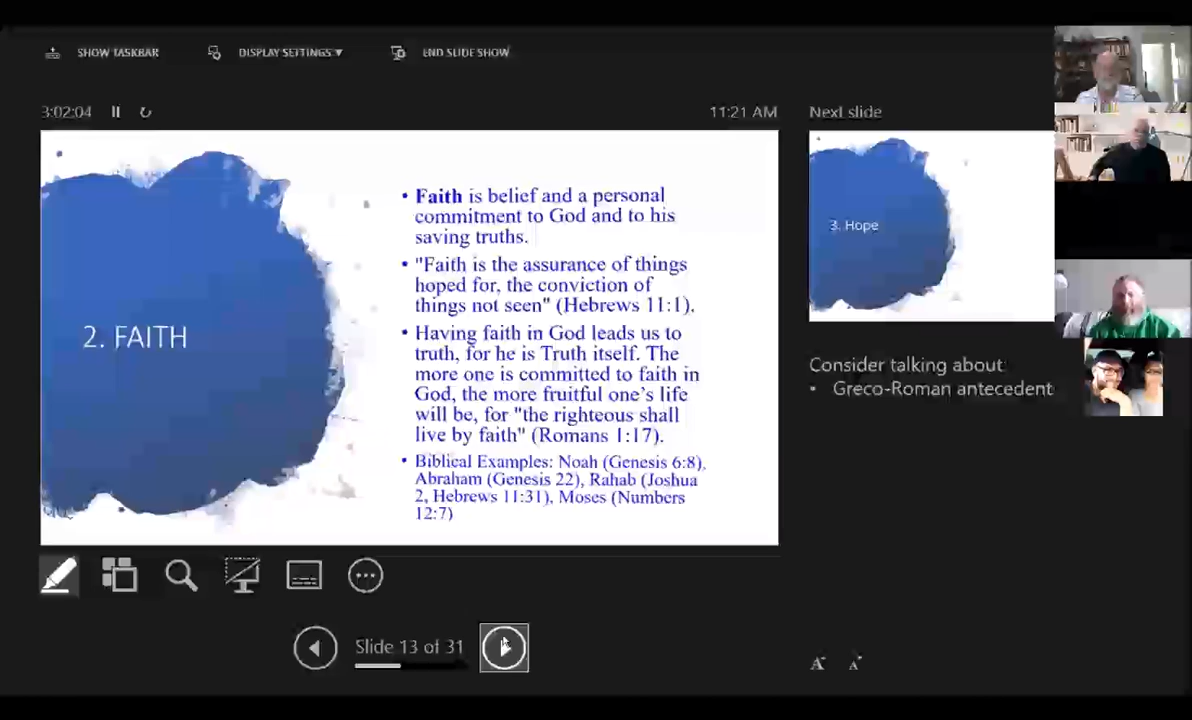 SHOW TASKBAR
DISPLAY SETTINGS ▼
END SLIDE SHOW
3:02:04
11:21 AM
Next slide
2. FAITH
• Faith is belief and a personal
commitment to God and to his
saving truths.
• "Faith is the assurance of things
hoped for, the conviction of
things not seen" (Hebrews 11:1).
• Having faith in God leads us to
truth, for he is Truth itself. The
more one is committed to faith in
God, the more fruitful one's life
will be, for "the righteous shall
live by faith" (Romans 1:17).
• Biblical Examples: Noah (Genesis 6:8),
Abraham (Genesis 22), Rahab (Joshua
2, Hebrews 11:31), Moses (Numbers
12:7)
3. Hope
Consider talking about
• Greco-Roman antecedent
Slide 13 of 31
A A